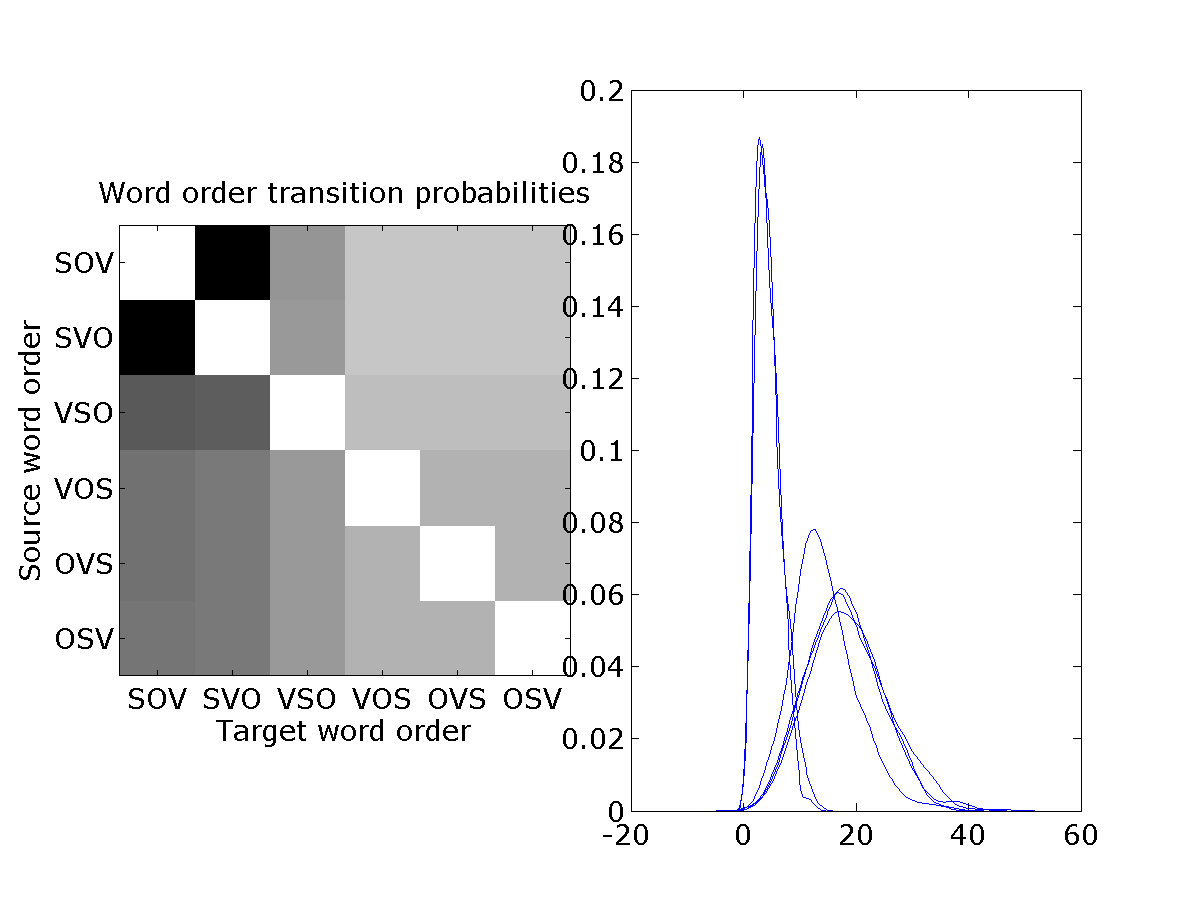 Word order transition probabilities
Source word order
SOV
SVO
VSO
VOS
OVS
OSV
SOV SVO VSO VOS OVS OSV
Target word order
0.2
0.18
0.16
0.14
0.12
0.1
0.08
0.06
0.04
0.02
0
-20 0 20 40 60